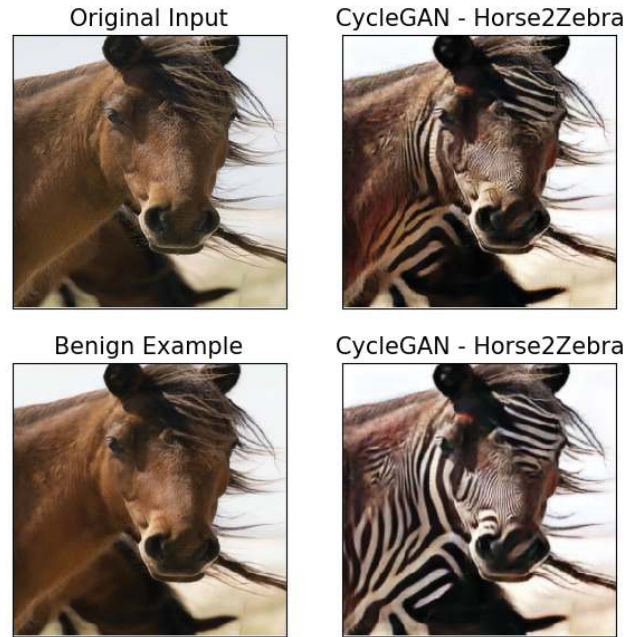 Original Input
CycleGAN - Horse2Zebra
Benign Example
CycleGAN - Horse2Zebra